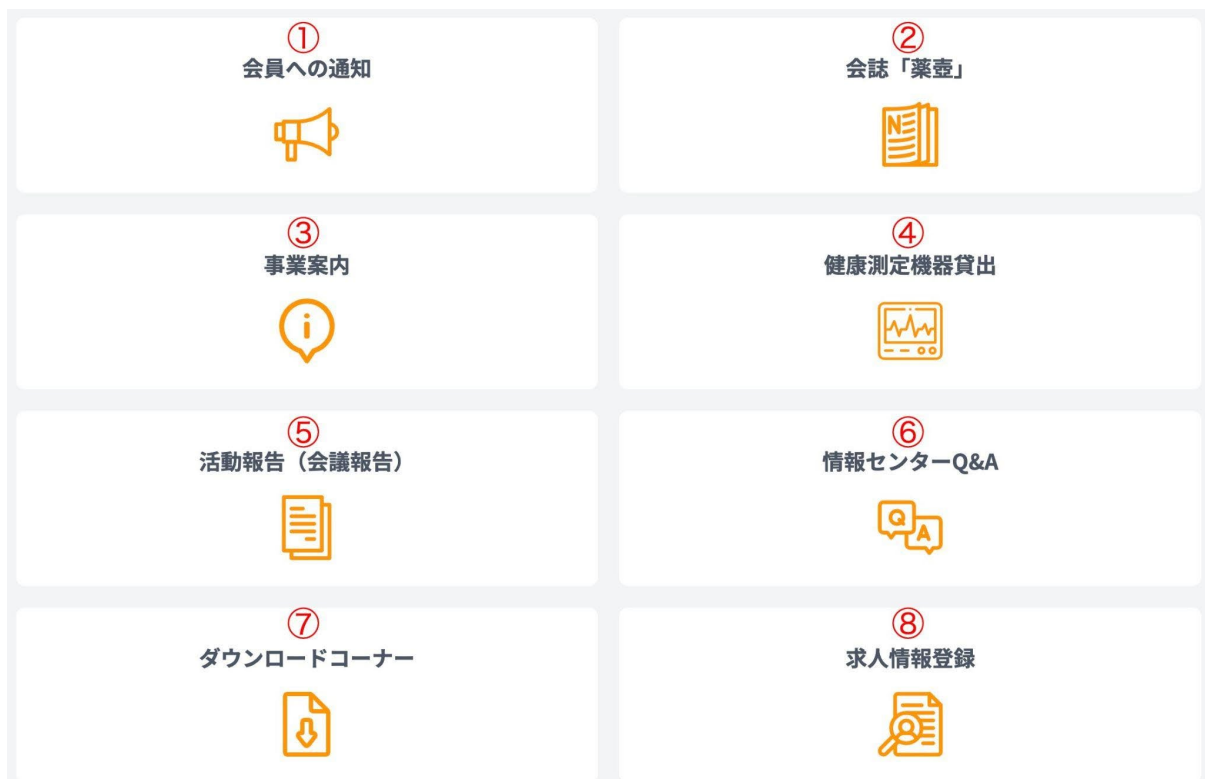 ①
会員への通知
②
会誌「薬壺」
N
③
事業案内
i
④
健康測定機器貸出
⑤
活動報告（会議報告）
⑥
情報センターQ&A
Q
A
⑦
ダウンロードコーナー
⑧
求人情報登録